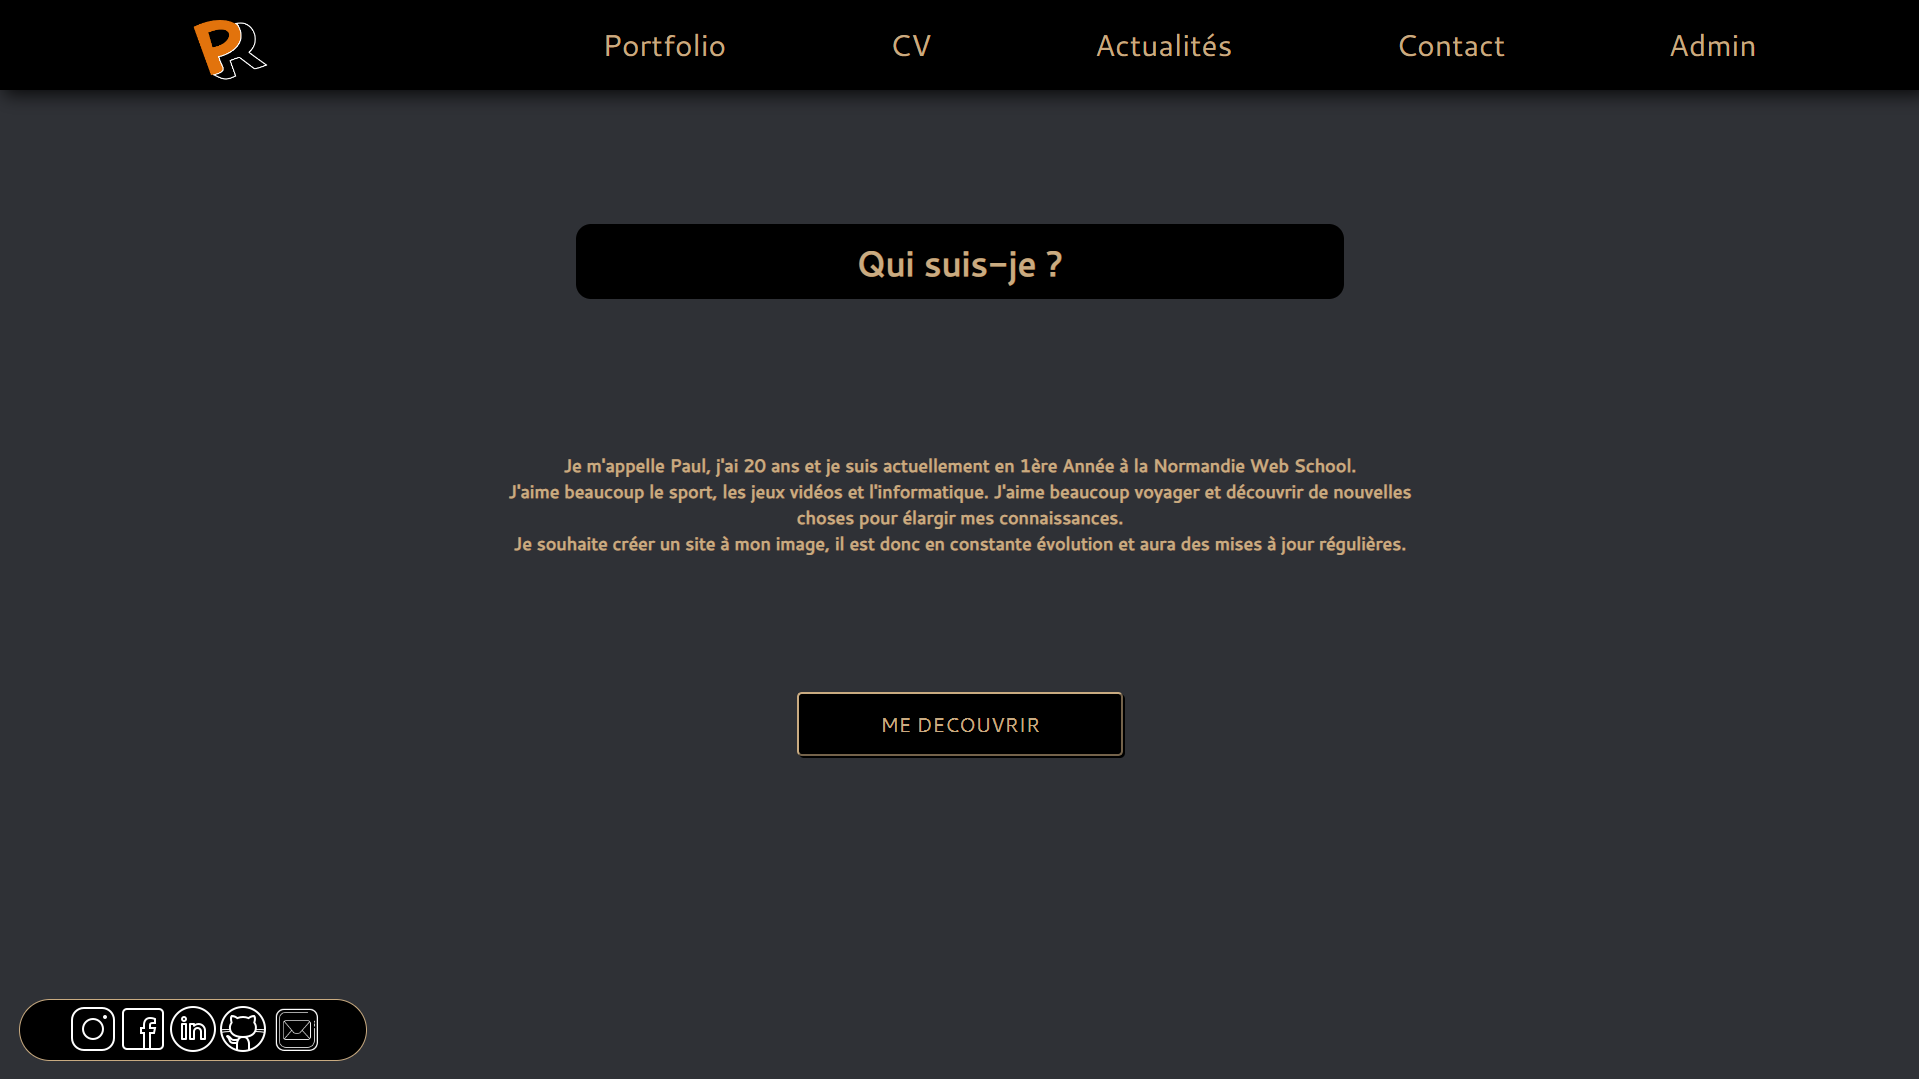 PR
Portfolio
CV
Actualités
Contact
Admin
Qui suis-je ?
Je m'appelle Paul, j'ai 20 ans et je suis actuellement en 1ère Année à la Normandie Web School.
J'aime beaucoup le sport, les jeux vidéos et l'informatique. J'aime beaucoup voyager et découvrir de nouvelles
choses pour élargir mes connaissances.
Je souhaite créer un site à mon image, il est donc en constante évolution et aura des mises à jour régulières.
ME DECOUVRIR